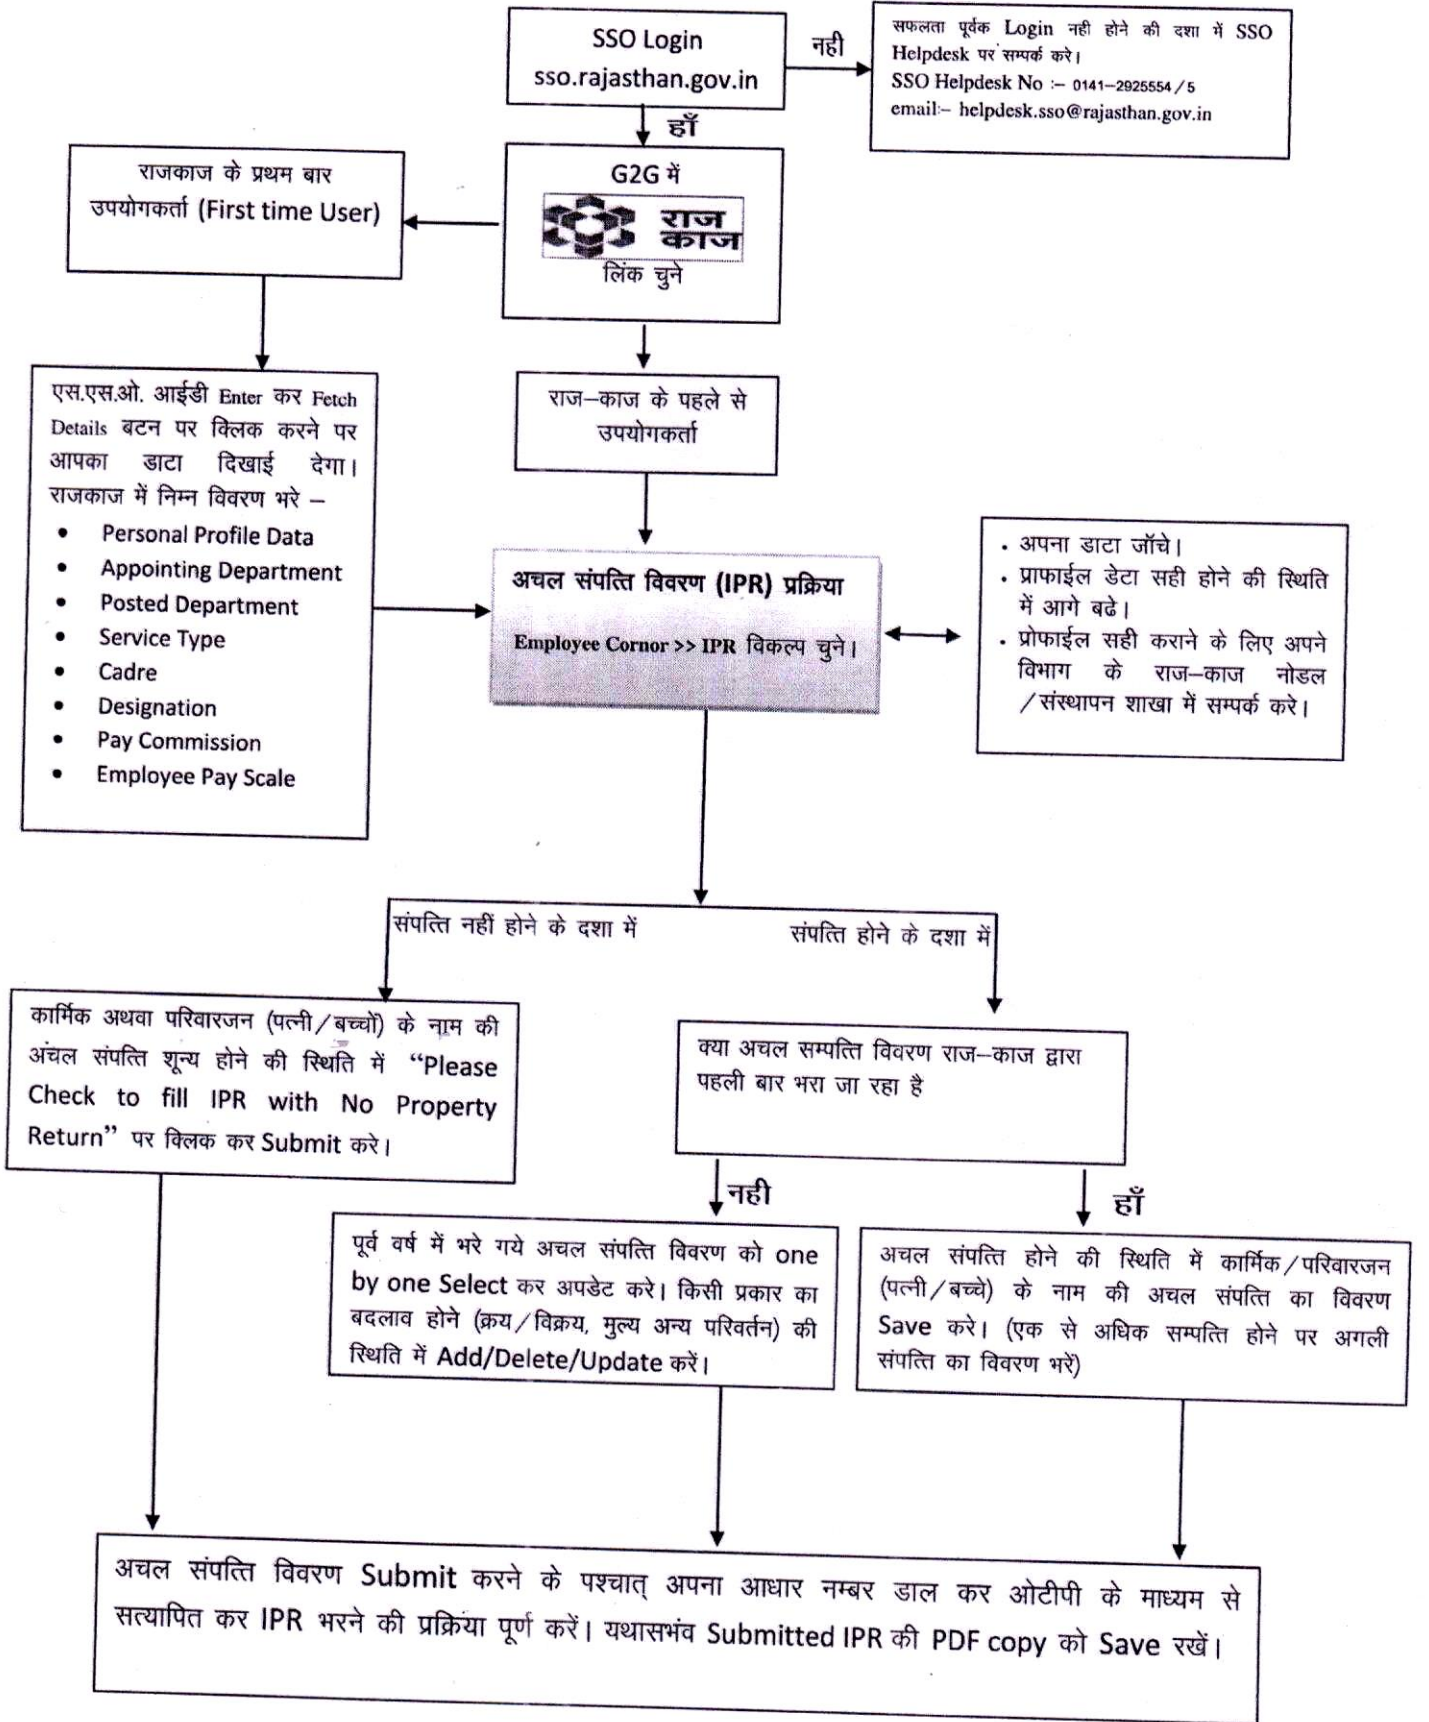 SSO Login
sso.rajasthan.gov.in
नही
सफलता पूर्वक Login नही होने की दशा में SSO
Helpdesk पर सम्पर्क करे।
SSO Helpdesk No :– 0141–2925554/5
email:– helpdesk.sso@rajasthan.gov.in
हाँ
G2G में
राज
काज
लिंक चुने
राजकाज के प्रथम बार
उपयोगकर्ता (First time User)
एस.एस.ओ. आईडी Enter कर Fetch
Details बटन पर क्लिक करने पर
आपका डाटा दिखाई देगा।
राजकाज में निम्न विवरण भरे –
• Personal Profile Data
• Appointing Department
• Posted Department
• Service Type
• Cadre
• Designation
• Pay Commission
• Employee Pay Scale
राज–काज के पहले से
उपयोगकर्ता
अचल संपत्ति विवरण (IPR) प्रक्रिया
Employee Cornor >> IPR विकल्प चुने।
• अपना डाटा जॉचे।
• प्राफाईल डेटा सही होने की स्थिति
में आगे बढे।
• प्रोफाईल सही कराने के लिए अपने
विभाग के राज–काज नोडल
/संस्थापन शाखा में सम्पर्क करे।
संपत्ति नहीं होने के दशा में
संपत्ति होने के दशा में
कार्मिक अथवा परिवारजन (पत्नी/बच्चों) के नाम की
अचल संपत्ति शून्य होने की स्थिति में “Please
Check to fill IPR with No Property
Return” पर क्लिक कर Submit करे।
क्या अचल सम्पत्ति विवरण राज–काज द्वारा
पहली बार भरा जा रहा है
नही
हाँ
पूर्व वर्ष में भरे गये अचल संपत्ति विवरण को one
by one Select कर अपडेट करे। किसी प्रकार का
बदलाव होने (क्रय/विक्रय, मुल्य अन्य परिवर्तन) की
स्थिति में Add/Delete/Update करें।
अचल संपत्ति होने की स्थिति में कार्मिक/परिवारजन
(पत्नी/बच्चे) के नाम की अचल संपत्ति का विवरण
Save करे। (एक से अधिक सम्पत्ति होने पर अगली
संपत्ति का विवरण भरें)
अचल संपत्ति विवरण Submit करने के पश्चात् अपना आधार नम्बर डाल कर ओटीपी के माध्यम से
सत्यापित कर IPR भरने की प्रक्रिया पूर्ण करें। यथासभंव Submitted IPR की PDF copy को Save रखें।